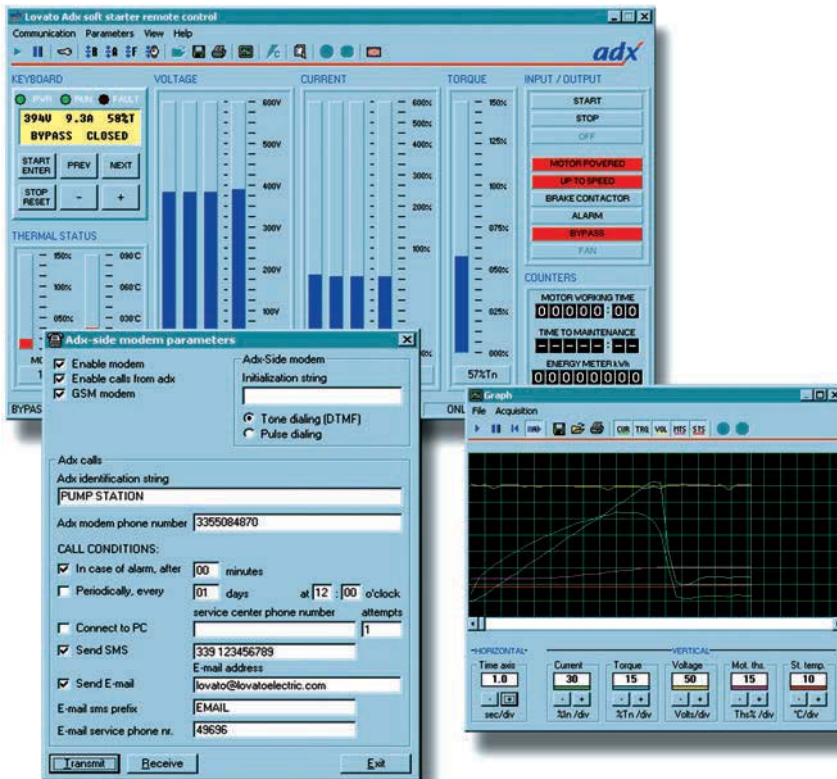 Lovato Adx soft starter remote control
Communication Parameters View Help
adx
KEYBOARD
PWR RUN FAULT
394V 9.3A 58%T
BYPASS CLOSED
START ENTER PREV NEXT
STOP RESET - +
THERMAL STATUS
150% 090°C
100% 060°C
050% 030°C
VOLTAGE
600V
500V
400V
300V
200V
100V
CURRENT
600%
500%
400%
300%
200%
100%
TORQUE
150%
125%
100%
075%
050%
025%
000%
57%Tn
INPUT / OUTPUT
START
STOP
OFF
MOTOR POWERED
UP TO SPEED
BRAKE CONTACTOR
ALARM
BYPASS
FAN
COUNTERS
MOTOR WORKING TIME
00000:00
TIME TO MAINTENANCE
-----:--
ENERGY METER kWh
00000000
Adx-side modem parameters
Enable modem
Enable calls from adx
GSM modem
Adx-Side modem
Initialization string
Tone dialing (DTMF)
Pulse dialing
Adx calls
Adx identification string
PUMP STATION
Adx modem phone number 3355084870
CALL CONDITIONS:
In case of alarm, after 00 minutes
Periodically, every 01 days at 12 : 00 o'clock
service center phone number attempts
Connect to PC 1
Send SMS 339 123456789
E-mail address
Send E-mail lovato@lovatoelectric.com
E-mail sms prefix EMAIL
E-mail service phone nr. 49696
Transmit Receive Exit
Graph
File Acquisition
CUR TRQ VOL MTS STS
HORIZONTAL VERTICAL
Time axis Current Torque Voltage Mot. ths. St. temp.
1.0 30 15 50 15 10
- + - + - + - + - + - +
sec/div %In /div %Tn /div Volts/div Ths% /div °C/div